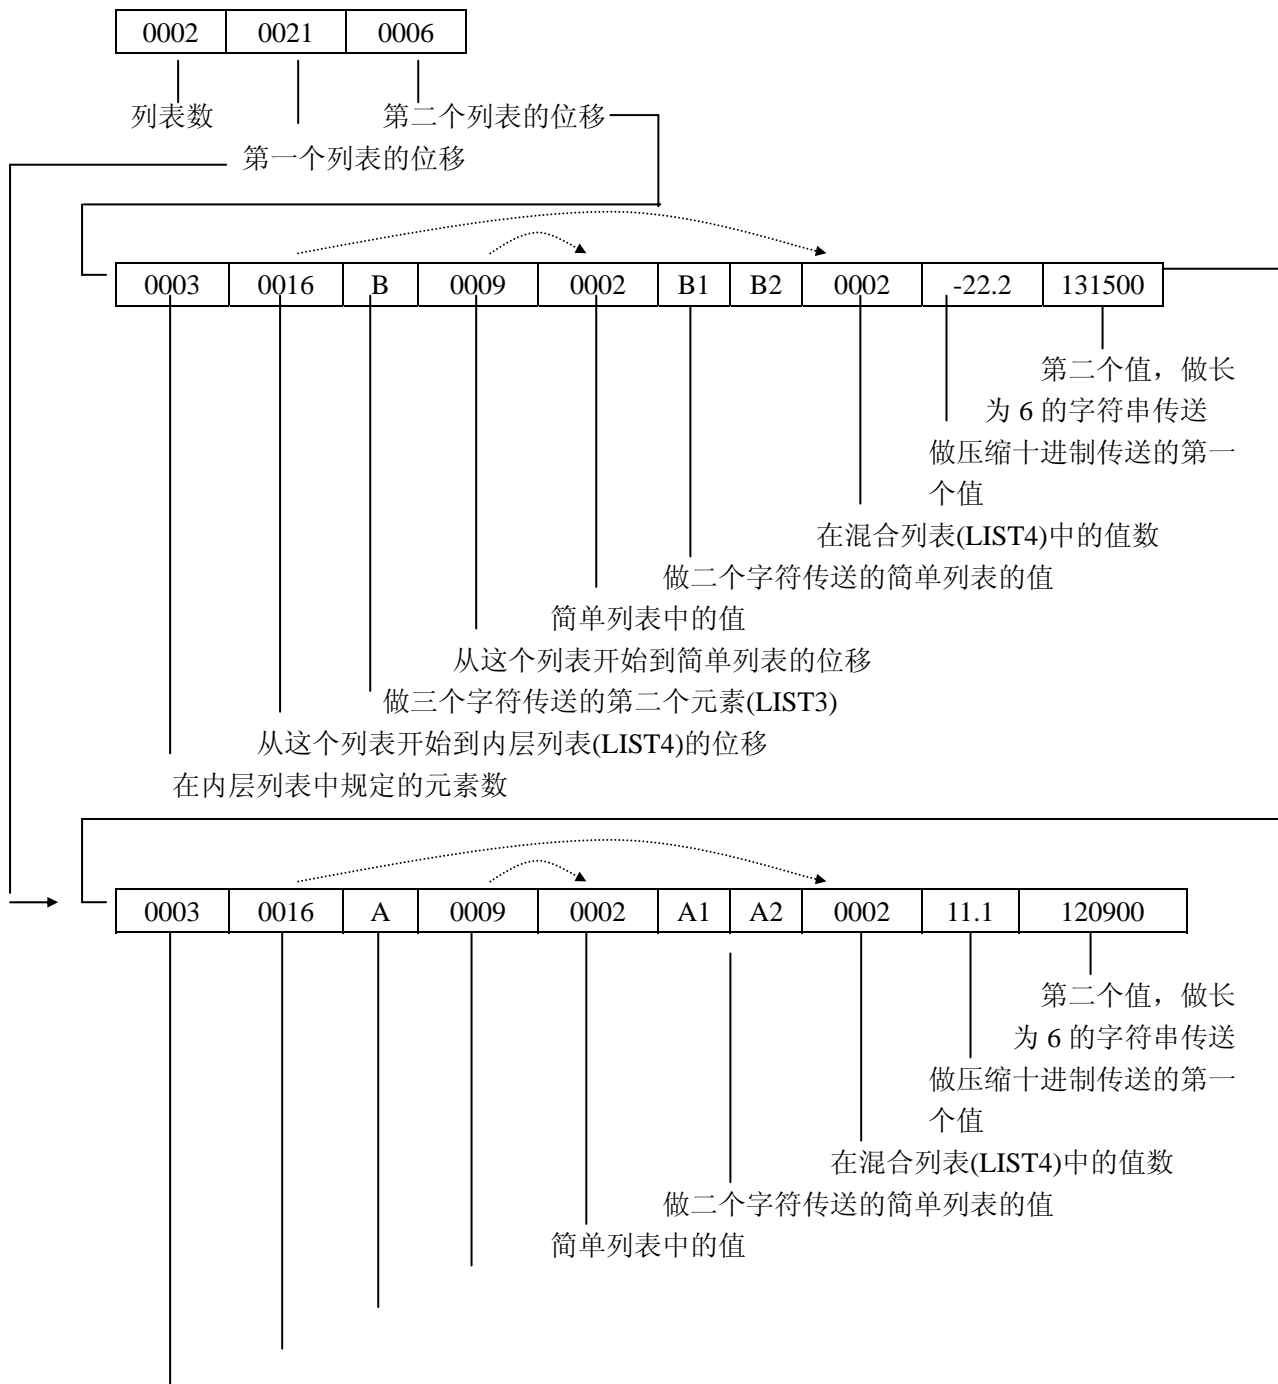 0002 0021 0006
列表数 第二个列表的位移
第一个列表的位移
0003 0016 B 0009 0002 B1 B2 0002 -22.2 131500
第二个值，做长
为 6 的字符串传送
做压缩十进制传送的第一
个值
在混合列表(LIST4)中的值数
做二个字符传送的简单列表的值
简单列表中的值
从这个列表开始到简单列表的位移
做三个字符传送的第二个元素(LIST3)
从这个列表开始到内层列表(LIST4)的位移
在内层列表中规定的元素数
0003 0016 A 0009 0002 A1 A2 0002 11.1 120900
第二个值，做长
为 6 的字符串传送
做压缩十进制传送的第一
个值
在混合列表(LIST4)中的值数
做二个字符传送的简单列表的值
简单列表中的值